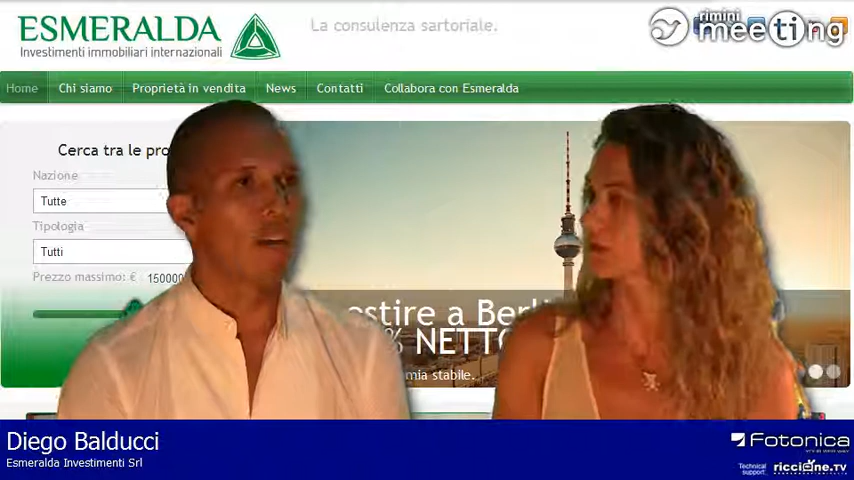 ESMERALDA
Investimenti immobiliari internazionali
La consulenza sartoriale.
rimini
meeting
Home Chi siamo Proprietà in vendita News Contatti Collabora con Esmeralda
Cerca tra le
Nazione
Tutte
Tipologia
Tutti
Prezzo massimo: € 150000
a
% NETTO
stabile.
Diego Balducci
Esmeralda Investimenti Srl
Fotonica
Technical
support
riccione.tv